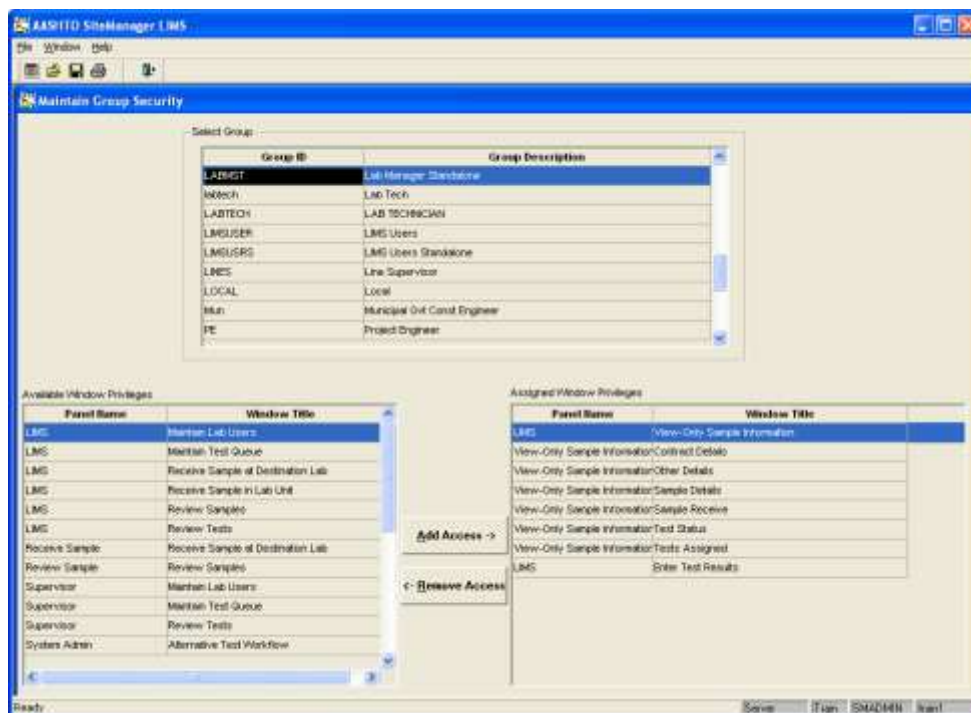 AASHTO SiteManager LIMS
File Window Help
Maintain Group Security
Select Group
Group ID Group Description
LABMST Lab Manager Standalone
labtech Lab Tech
LABTECH LAB TECHNICIAN
LIMSUSER LIMS Users
LIMSUSRS LIMS Users Standalone
LINES Line Supervisor
LOCAL Local
Mun Municipal Ovt Const Engineer
PE Project Engineer
Available Window Privileges
Panel Name Window Title
LIMS Maintain Lab Users
LIMS Maintain Test Queue
LIMS Receive Sample at Destination Lab
LIMS Receive Sample in Lab Unit
LIMS Review Samples
LIMS Review Tests
Receive Sample Receive Sample at Destination Lab
Review Sample Review Samples
Supervisor Maintain Lab Users
Supervisor Maintain Test Queue
Supervisor Review Tests
System Admin Alternative Test Workflow
Add Access ->
<- Remove Access
Assigned Window Privileges
Panel Name Window Title
LIMS View-Only Sample Information
View-Only Sample Information Contract Details
View-Only Sample Information Other Details
View-Only Sample Information Sample Details
View-Only Sample Information Sample Receive
View-Only Sample Information Test Status
View-Only Sample Information Tests Assigned
LIMS Enter Test Results
Ready Server SMADMIN